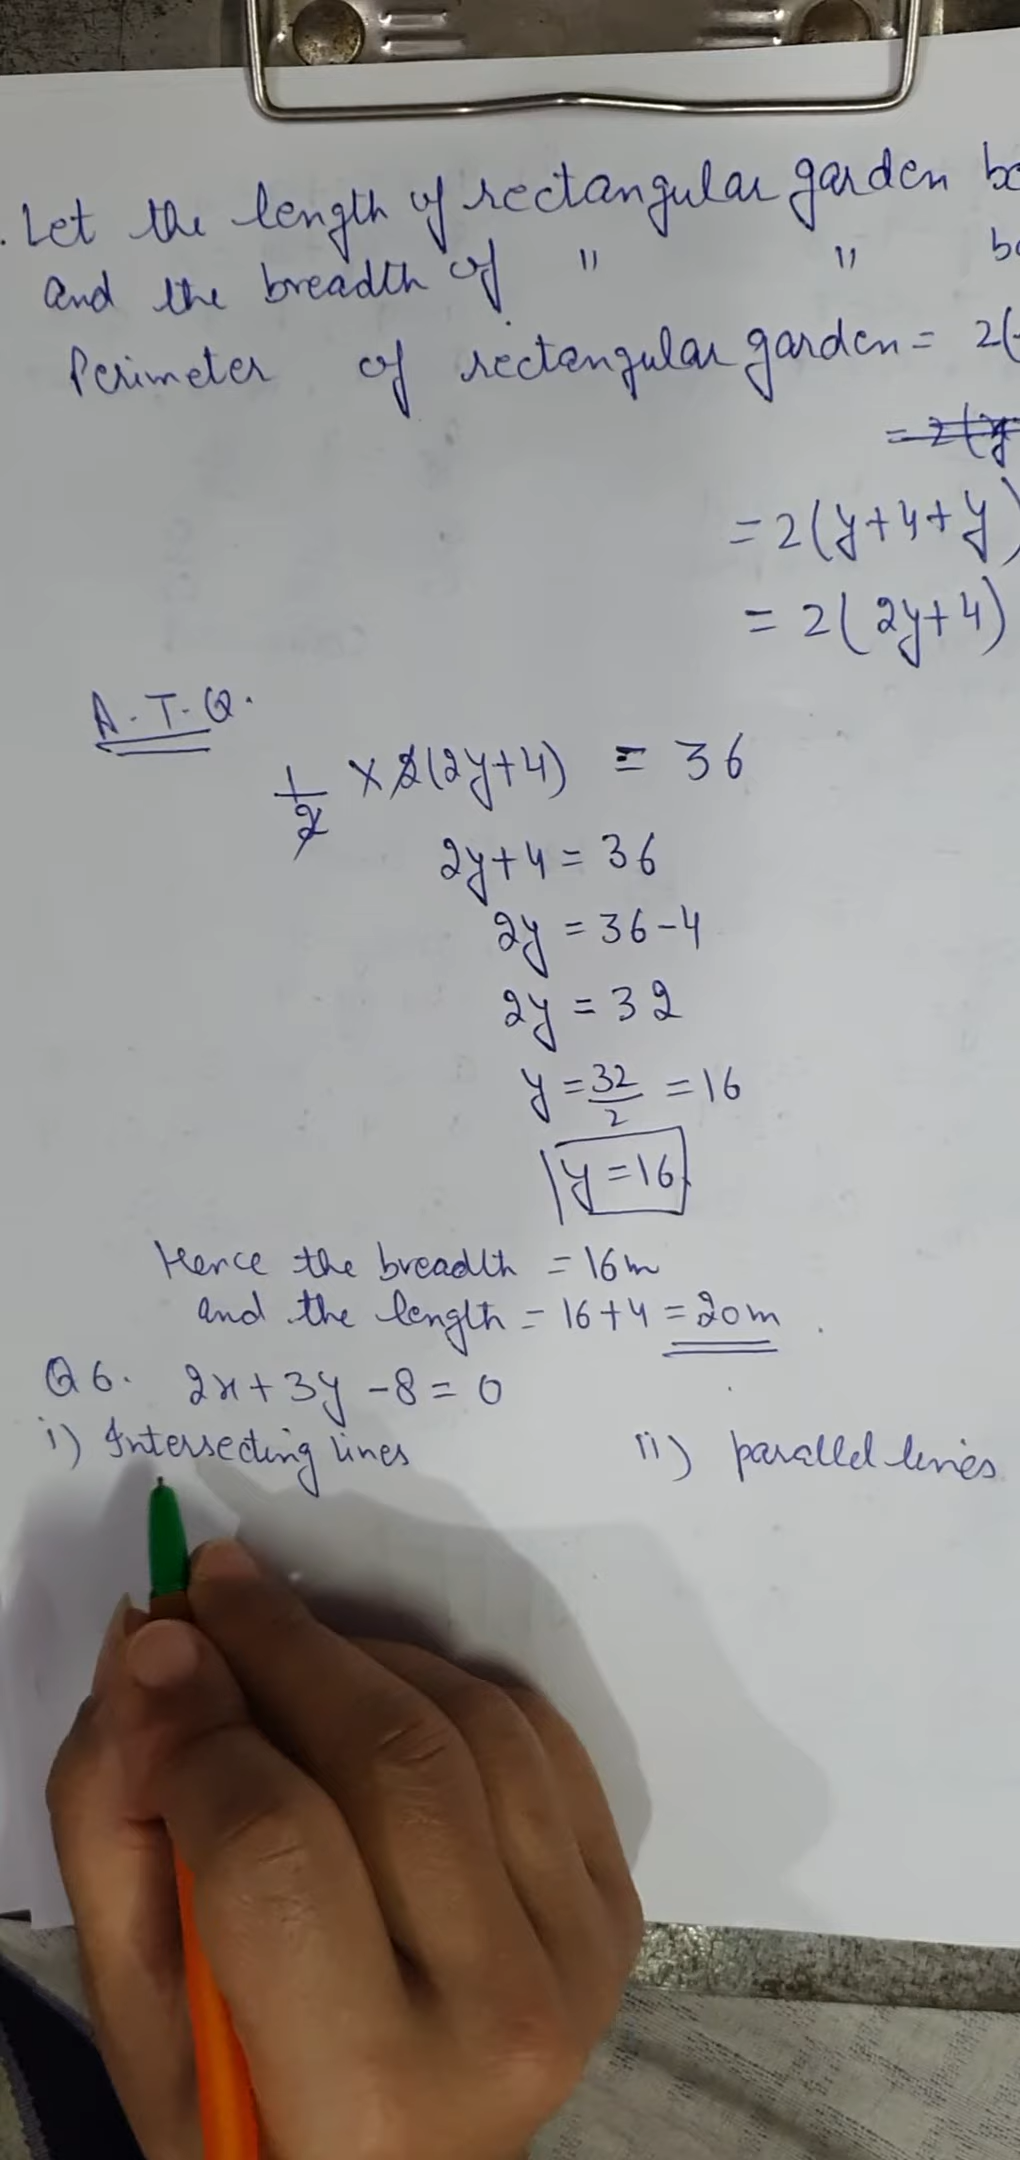 . Let the length of rectangular garden be
and the breadth of " " be
Perimeter of rectangular garden = 2(
= 2(y
= 2(y+4+y)
= 2(2y+4)
A.T.Q.
1/2 × 2(2y+4) = 36
2y+4 = 36
2y = 36-4
2y = 32
y = 32/2 = 16
y = 16
Hence the breadth = 16m
and the length = 16+4 = 20m .
Q6. 2x+3y-8=0
i) Intersecting lines ii) parallel lines